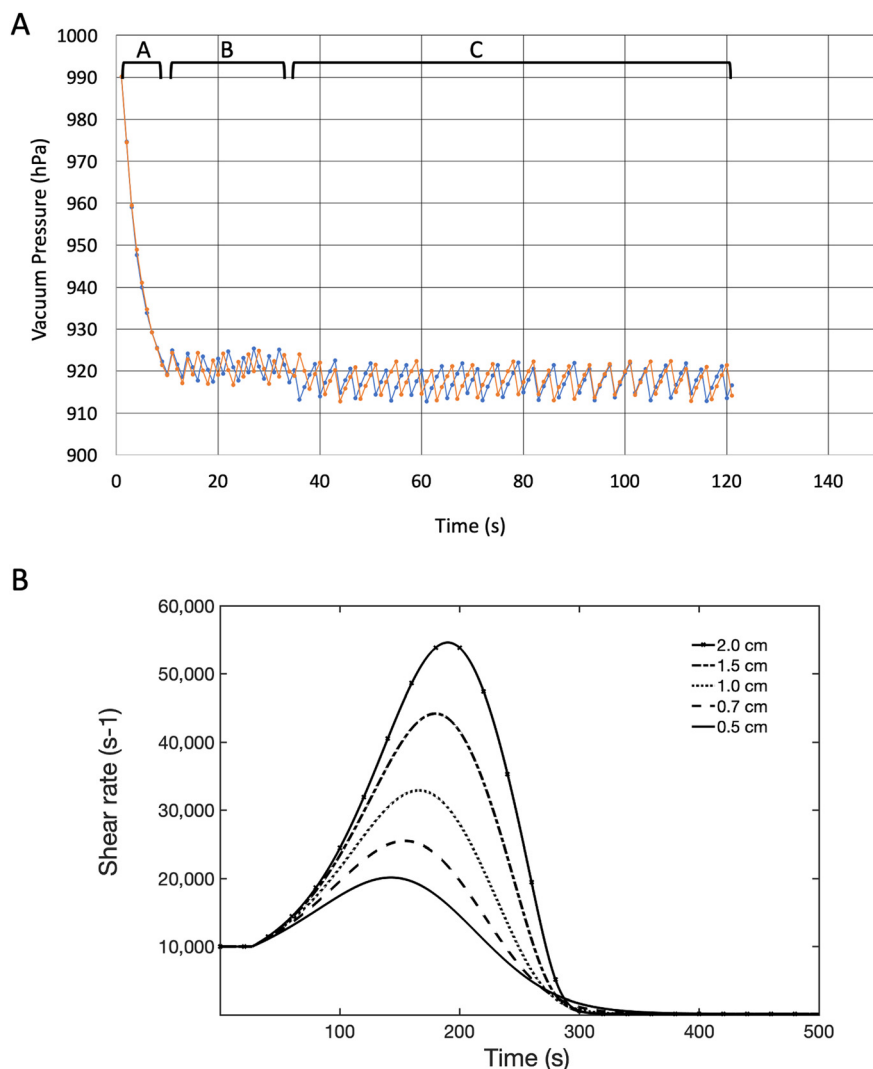 A
1000
990
980
970
960
950
940
930
920
910
900
A
B
C
Vacuum Pressure (hPa)
0
20
40
60
80
100
120
140
Time (s)
B
60,000
50,000
40,000
30,000
20,000
10,000
Shear rate (s-1)
2.0 cm
1.5 cm
1.0 cm
0.7 cm
0.5 cm
100
200
300
400
500
Time (s)